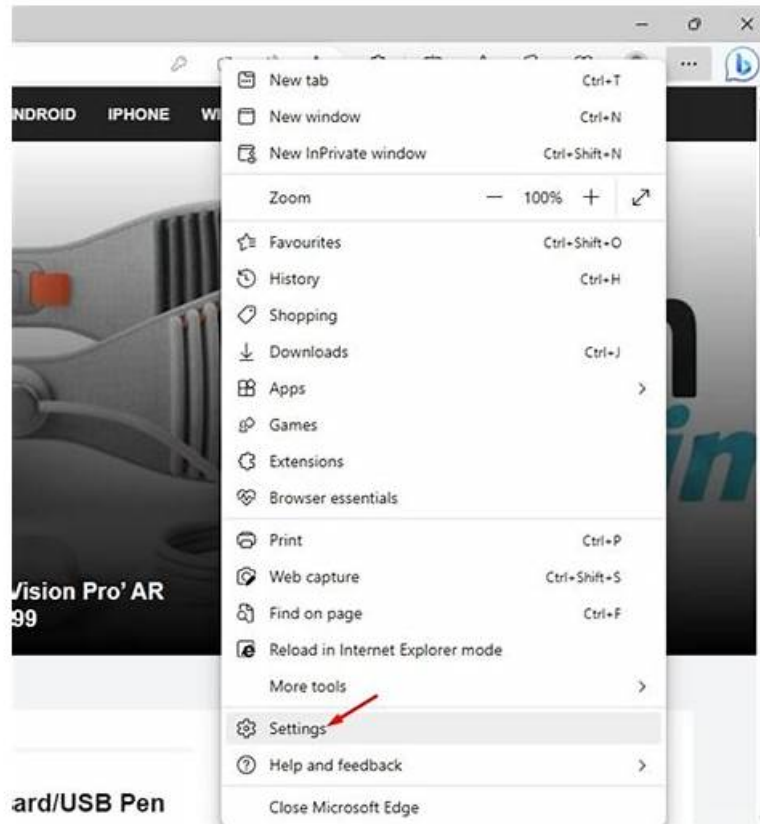 NDROID IPHONE WI
New tab Ctrl+T
New window Ctrl+N
New InPrivate window Ctrl+Shift+N
Zoom — 100% +
Favourites Ctrl+Shift+O
History Ctrl+H
Shopping
Downloads Ctrl+J
Apps
Games
Extensions
Browser essentials
Print Ctrl+P
Web capture Ctrl+Shift+S
Find on page Ctrl+F
Reload in Internet Explorer mode
More tools
Settings
Help and feedback
Close Microsoft Edge
Vision Pro’ AR
99
in
ard/USB Pen